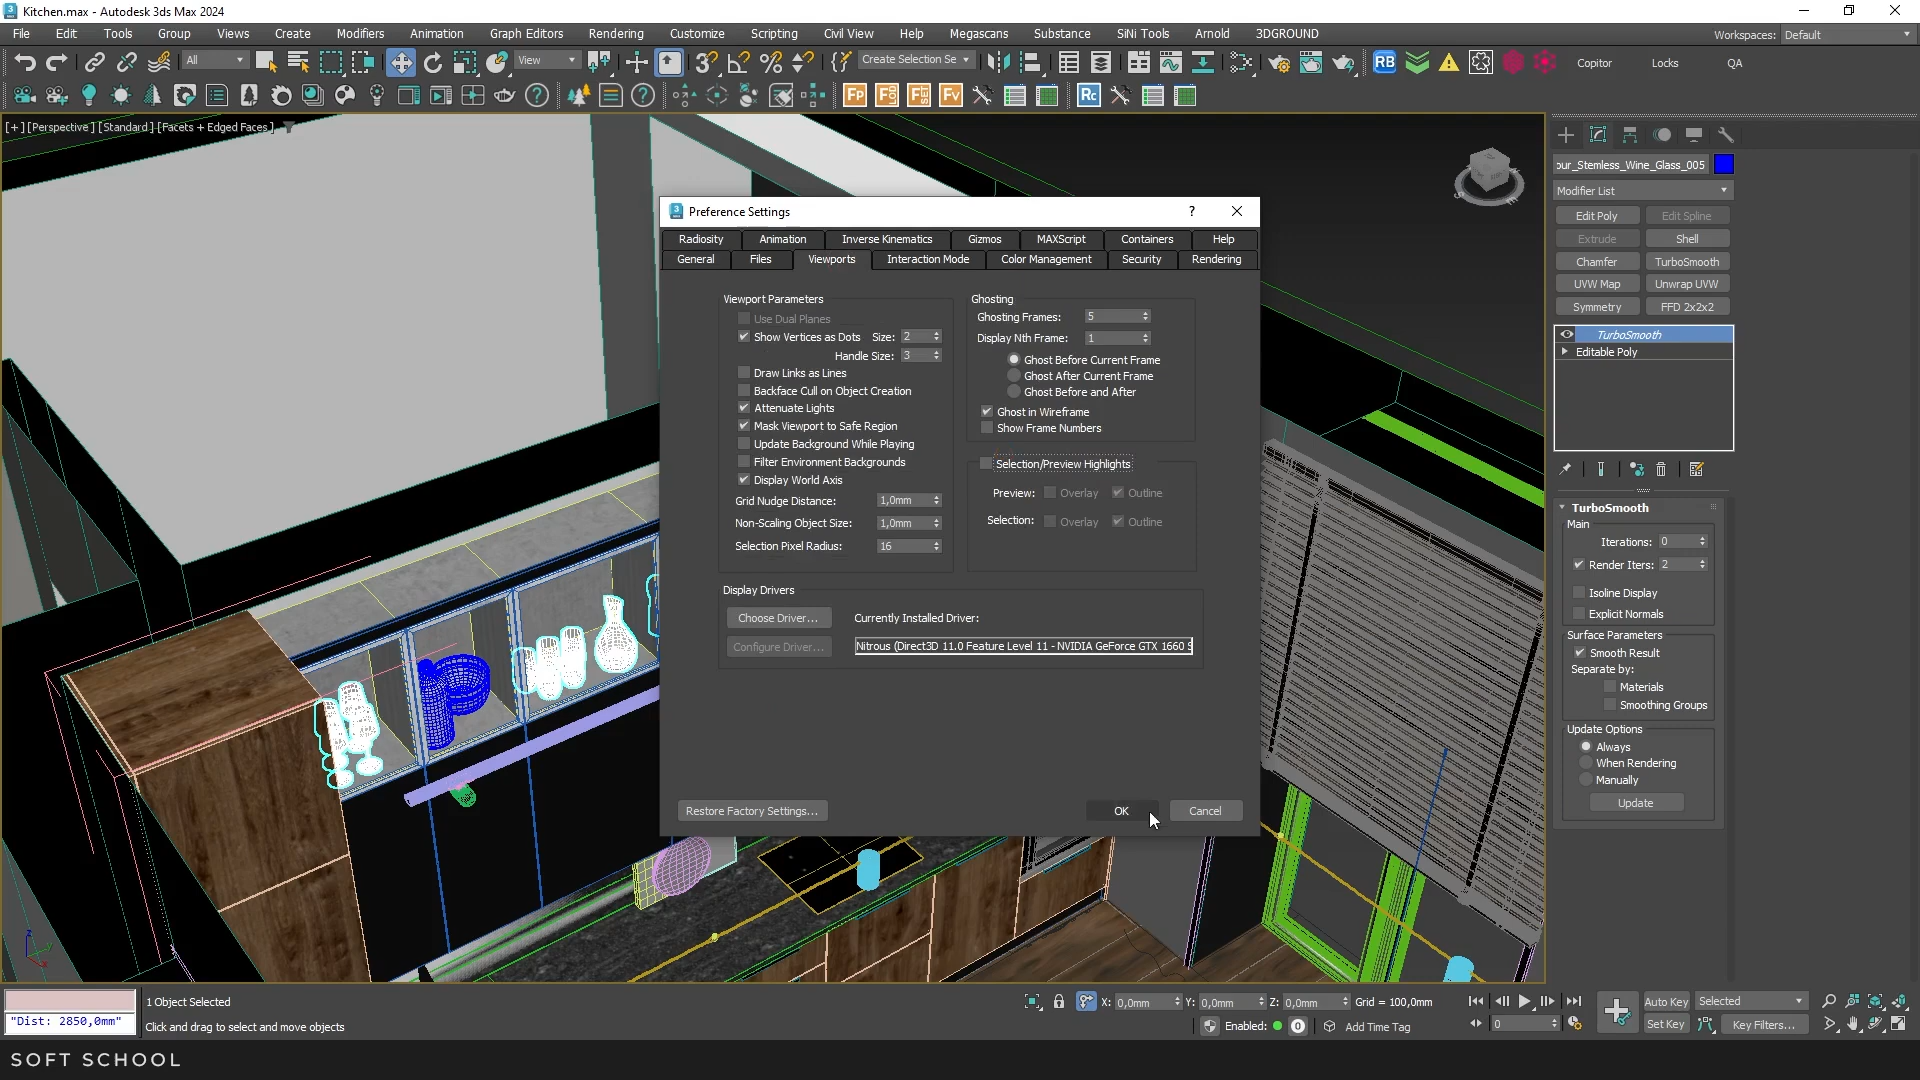 Kitchen.max - Autodesk 3ds Max 2024
File Edit Tools Group Views Create Modifiers Animation Graph Editors Rendering Customize Scripting Civil View Help Megascans Substance SiNi Tools Arnold 3DGROUND
Workspaces: Default
All View Create Selection Se RB Copitor Locks QA
Fp FOD FSET Fv Rc
[+] [Perspective] [Standard] [Facets + Edged Faces]
our_Stemless_Wine_Glass_005
Modifier List
Edit Poly Edit Spline
Extrude Shell
Chamfer TurboSmooth
UVW Map Unwrap UVW
Symmetry FFD 2x2x2
TurboSmooth
Editable Poly
TurboSmooth
Main
Iterations: 0
Render Iters: 2
Isoline Display
Explicit Normals
Surface Parameters
Smooth Result
Separate by:
Materials
Smoothing Groups
Update Options
Always
When Rendering
Manually
Update
Preference Settings ?
Radiosity Animation Inverse Kinematics Gizmos MAXScript Containers Help
General Files Viewports Interaction Mode Color Management Security Rendering
Viewport Parameters
Use Dual Planes
Show Vertices as Dots Size: 2
Handle Size: 3
Draw Links as Lines
Backface Cull on Object Creation
Attenuate Lights
Mask Viewport to Safe Region
Update Background While Playing
Filter Environment Backgrounds
Display World Axis
Grid Nudge Distance: 1,0mm
Non-Scaling Object Size: 1,0mm
Selection Pixel Radius: 16
Ghosting
Ghosting Frames: 5
Display Nth Frame: 1
Ghost Before Current Frame
Ghost After Current Frame
Ghost Before and After
Ghost in Wireframe
Show Frame Numbers
Selection/Preview Highlights
Preview: Overlay Outline
Selection: Overlay Outline
Display Drivers
Choose Driver... Currently Installed Driver:
Configure Driver... Nitrous (Direct3D 11.0 Feature Level 11 - NVIDIA GeForce GTX 1660 S
Restore Factory Settings... OK Cancel
1 Object Selected
"Dist: 2850,0mm" Click and drag to select and move objects
X: 0,0mm Y: 0,0mm Z: 0,0mm Grid = 100,0mm
Enabled: 0 Add Time Tag
0
Auto Key Selected
Set Key Key Filters...
SOFT SCHOOL